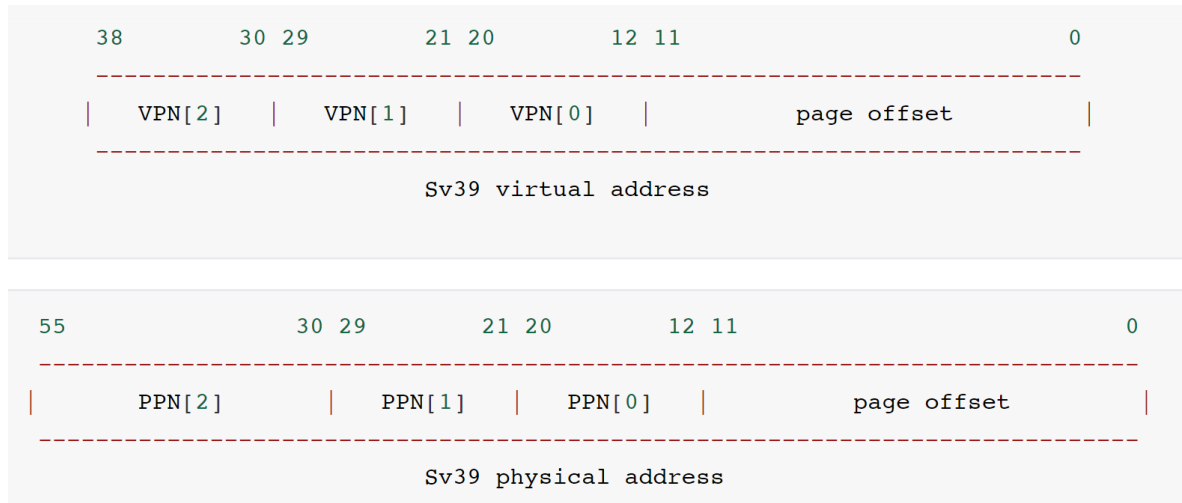 38 30 29 21 20 12 11 0
---------------------------------------------------------------------
| VPN[2] | VPN[1] | VPN[0] | page offset |
---------------------------------------------------------------------
Sv39 virtual address
55 30 29 21 20 12 11 0
-----------------------------------------------------------------------------
| PPN[2] | PPN[1] | PPN[0] | page offset |
-----------------------------------------------------------------------------
Sv39 physical address